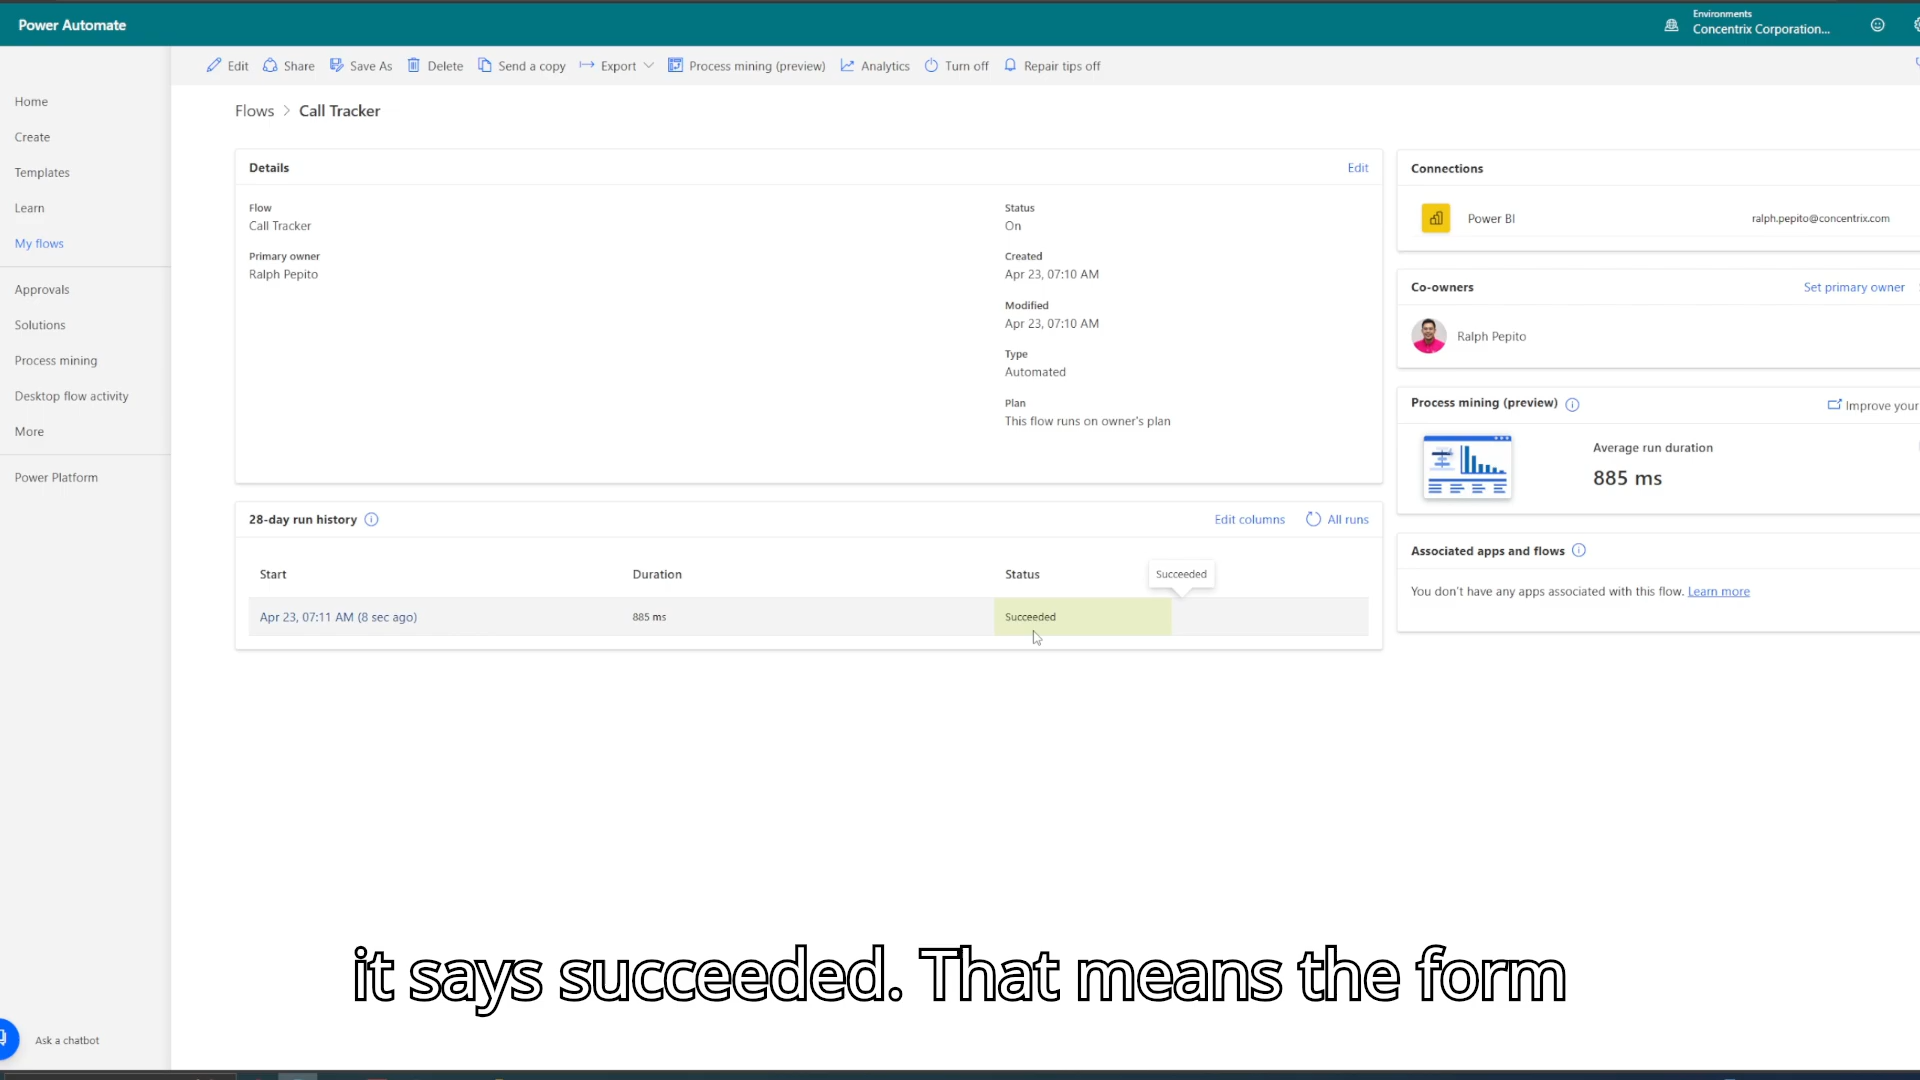 Power Automate
Environments
Concentrix Corporation...
Edit Share Save As Delete Send a copy Export Process mining (preview) Analytics Turn off Repair tips off
Home
Create
Templates
Learn
My flows
Approvals
Solutions
Process mining
Desktop flow activity
More
Power Platform
Ask a chatbot
Flows > Call Tracker
Details Edit
Flow
Call Tracker
Primary owner
Ralph Pepito
Status
On
Created
Apr 23, 07:10 AM
Modified
Apr 23, 07:10 AM
Type
Automated
Plan
This flow runs on owner's plan
28-day run history Edit columns All runs
Start Duration Status
Succeeded
Apr 23, 07:11 AM (8 sec ago) 885 ms Succeeded
Connections
Power BI ralph.pepito@concentrix.com
Co-owners Set primary owner
Ralph Pepito
Process mining (preview) Improve your
Average run duration
885 ms
Associated apps and flows
You don't have any apps associated with this flow. Learn more
it says succeeded. That means the form